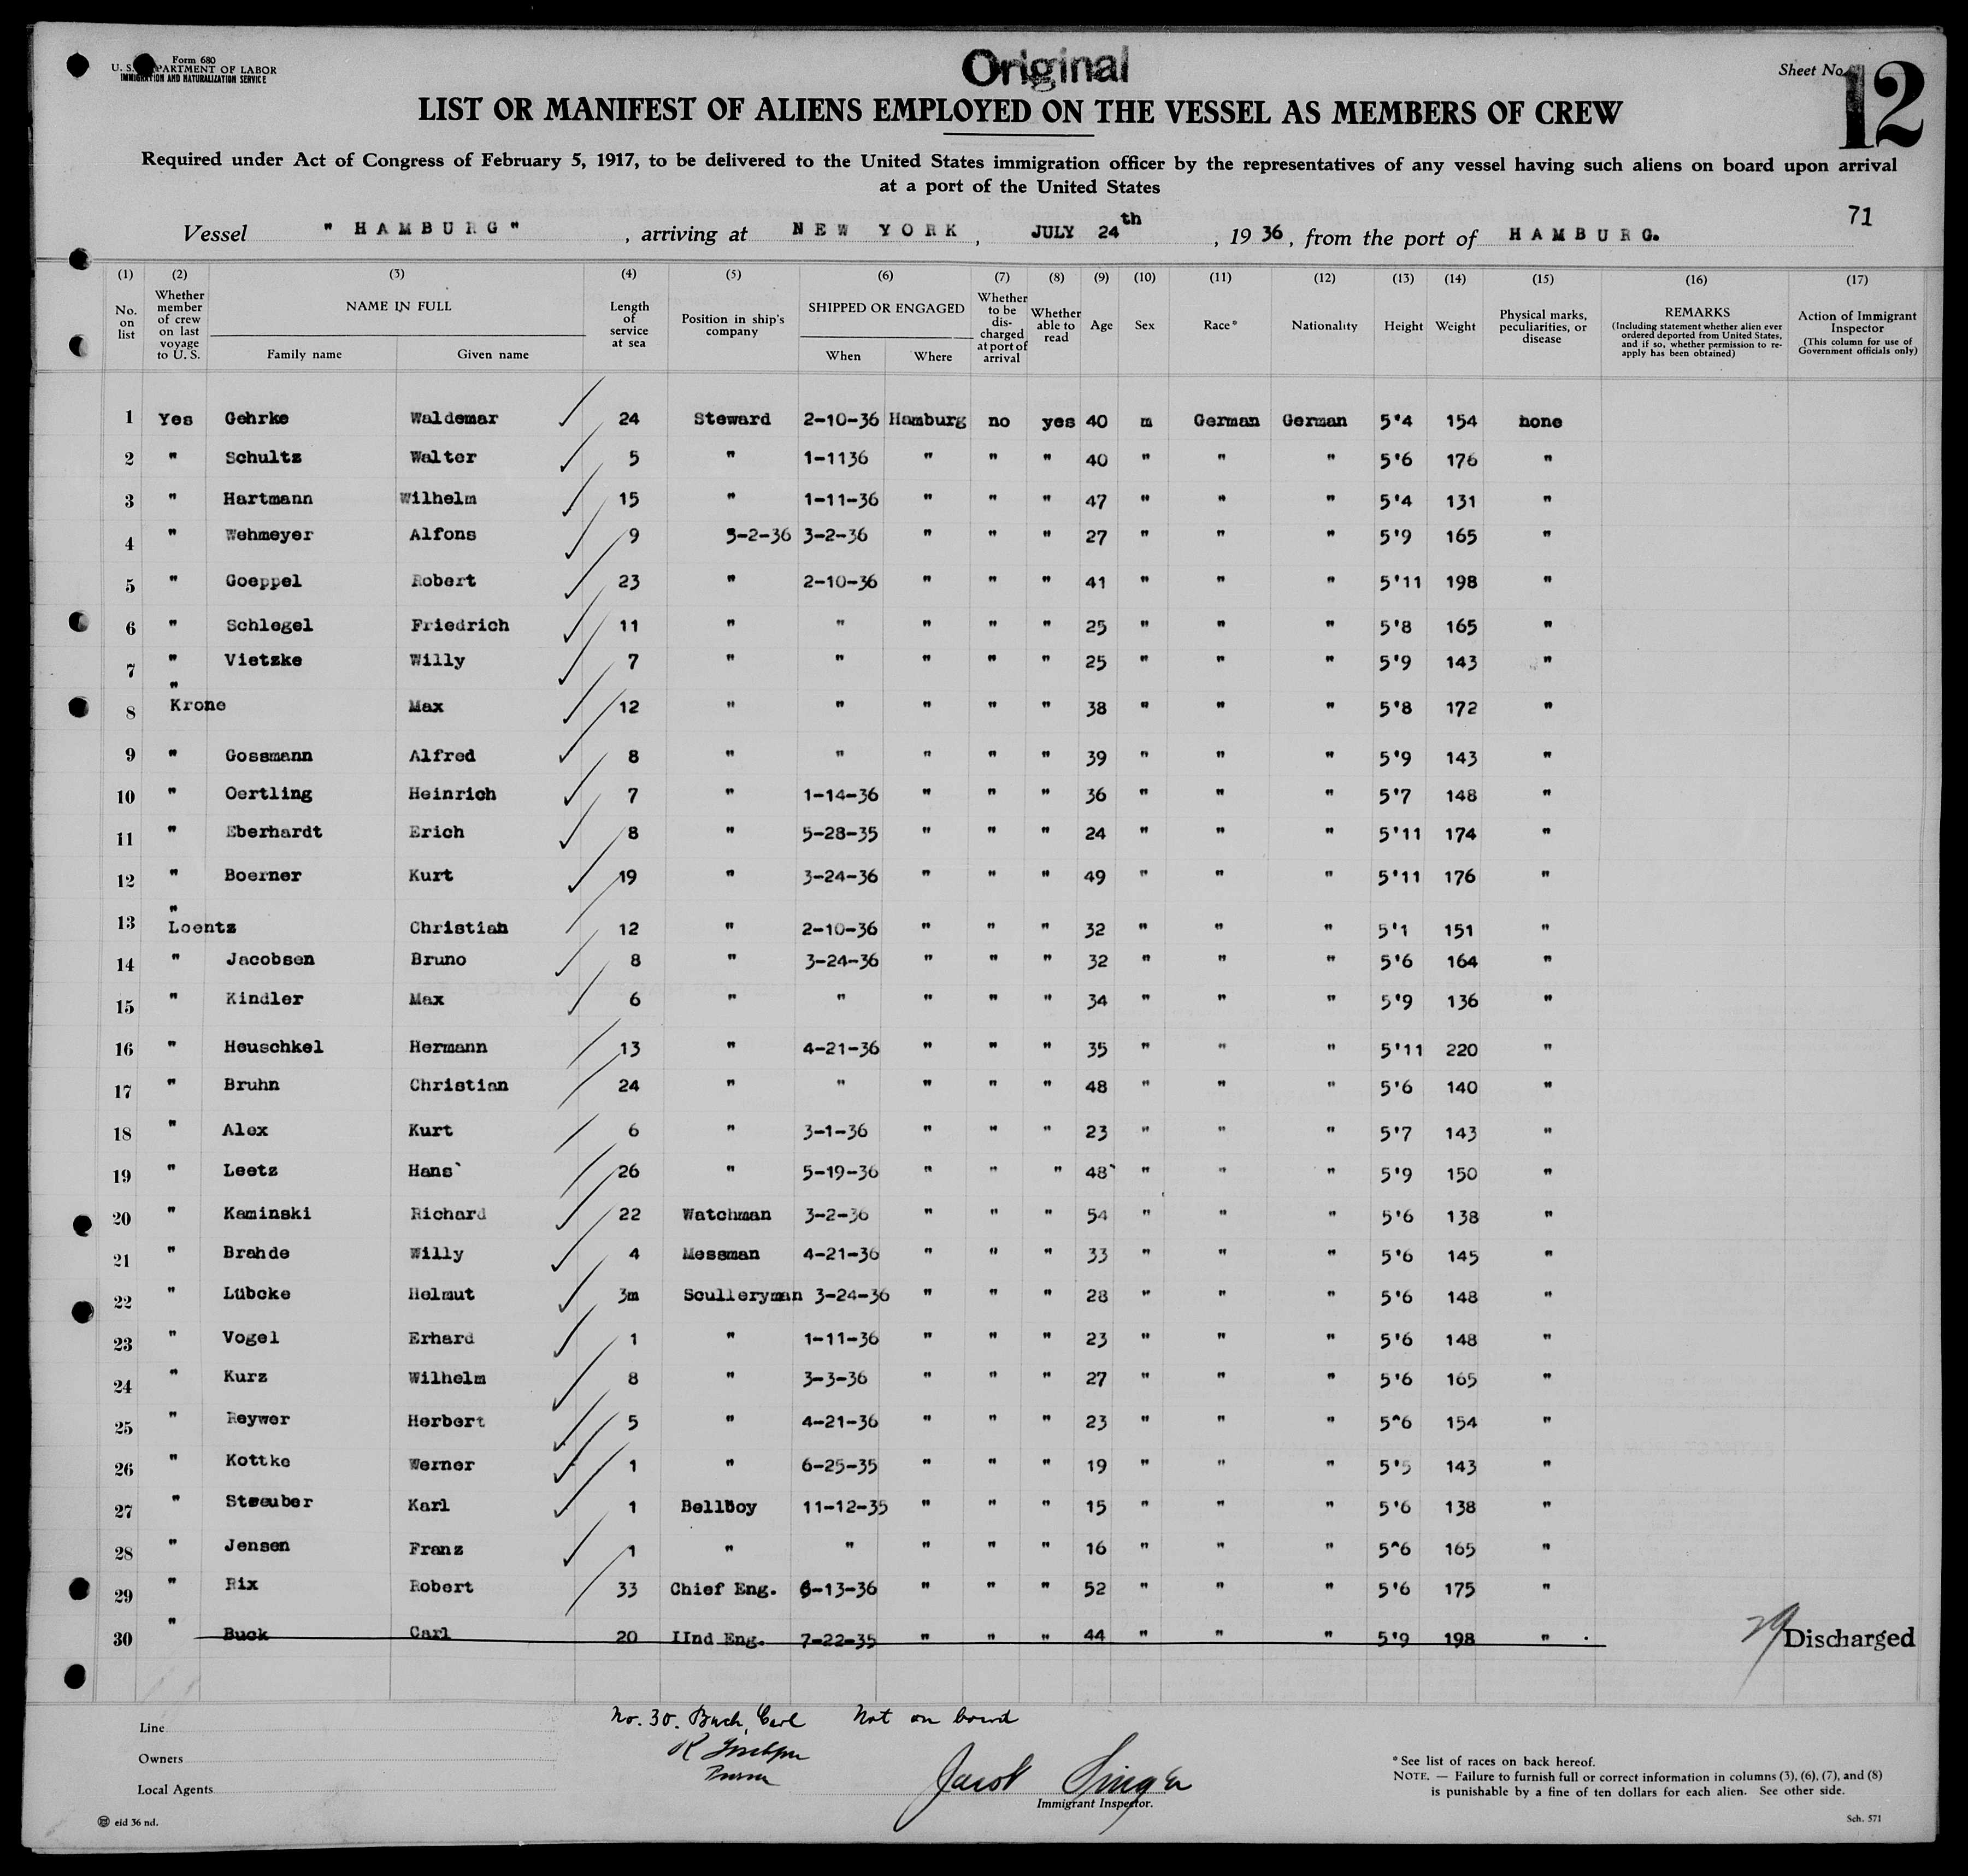 Form 680
U. S. DEPARTMENT OF LABOR
IMMIGRATION AND NATURALIZATION SERVICE
Original
Sheet No. 12
LIST OR MANIFEST OF ALIENS EMPLOYED ON THE VESSEL AS MEMBERS OF CREW
Required under Act of Congress of February 5, 1917, to be delivered to the United States immigration officer by the representatives of any vessel having such aliens on board upon arrival
at a port of the United States
71
Vessel " HAMBURG " , arriving at NEW YORK , JULY 24th , 1936, from the port of HAMBURG.
(1) (2) (3) (4) (5) (6) (7) (8) (9) (10) (11) (12) (13) (14) (15) (16) (17)
No. on list Whether member of crew on last voyage to U. S. NAME IN FULL Family name Given name Length of service at sea Position in ship's company SHIPPED OR ENGAGED When Where Whether to be discharged at port of arrival Whether able to read Age Sex Race* Nationality Height Weight Physical marks, peculiarities, or disease REMARKS (Including statement whether alien ever ordered deported from United States, and if so, whether permission to reapply has been obtained) Action of Immigrant Inspector (This column for use of Government officials only)
1 Yes Gehrke Waldemar 24 Steward 2-10-36 Hamburg no yes 40 m German German 5'4 154 none
2 " Schultz Walter 5 " 1-1136 " " " 40 " " " 5'6 176 "
3 " Hartmann Wilhelm 15 " 1-11-36 " " " 47 " " " 5'4 131 "
4 " Wehmeyer Alfons 9 3-2-36 3-2-36 " " " 27 " " " 5'9 165 "
5 " Goeppel Robert 23 " 2-10-36 " " " 41 " " " 5'11 198 "
6 " Schlegel Friedrich 11 " " " " " 25 " " " 5'8 165 "
7 " Vietzke Willy 7 " " " " " 25 " " " 5'9 143 "
8 " Krone Max 12 " " " " " 38 " " " 5'8 172 "
9 " Gossmann Alfred 8 " " " " " 39 " " " 5'9 143 "
10 " Oertling Heinrich 7 " 1-14-36 " " " 36 " " " 5'7 148 "
11 " Eberhardt Erich 8 " 5-28-35 " " " 24 " " " 5'11 174 "
12 " Boerner Kurt 19 " 3-24-36 " " " 49 " " " 5'11 176 "
13 " Loentz Christian 12 " 2-10-36 " " " 32 " " " 5'1 151 "
14 " Jacobsen Bruno 8 " 3-24-36 " " " 32 " " " 5'6 164 "
15 " Kindler Max 6 " " " " " 34 " " " 5'9 136 "
16 " Heuschkel Hermann 13 " 4-21-36 " " " 35 " " " 5'11 220 "
17 " Bruhn Christian 24 " " " " " 48 " " " 5'6 140 "
18 " Alex Kurt 6 " 3-1-36 " " " 23 " " " 5'7 143 "
19 " Leetz Hans 26 " 5-19-36 " " " 48 " " " 5'9 150 "
20 " Kaminski Richard 22 Watchman 3-2-36 " " " 54 " " " 5'6 138 "
21 " Brahde Willy 4 Messman 4-21-36 " " " 33 " " " 5'6 145 "
22 " Lübcke Helmut 3m Sculleryman 3-24-36 " " " 28 " " " 5'6 148 "
23 " Vogel Erhard 1 " 1-11-36 " " " 23 " " " 5'6 148 "
24 " Kurz Wilhelm 8 " 3-3-36 " " " 27 " " " 5'6 165 "
25 " Reywer Herbert 5 " 4-21-36 " " " 23 " " " 5^6 154 "
26 " Kottke Werner 1 " 6-25-35 " " " 19 " " " 5'5 143 "
27 " Streuber Karl 1 Bellboy 11-12-35 " " " 15 " " " 5'6 138 "
28 " Jensen Franz 1 " " " " " 16 " " " 5^6 165 "
29 " Rix Robert 33 Chief Eng. 6-13-36 " " " 52 " " " 5'6 175 "
30 " Buck Carl 20 IInd Eng. 7-22-35 " " " 44 " " " 5'9 198 " Discharged
Line
Owners
Local Agents
No. 30. Buck, Carl Not on board
Jacob Singer
Immigrant Inspector.
*See list of races on back hereof.
NOTE. — Failure to furnish full or correct information in columns (3), (6), (7), and (8)
is punishable by a fine of ten dollars for each alien. See other side.
eid 36 nd.
Sch. 571